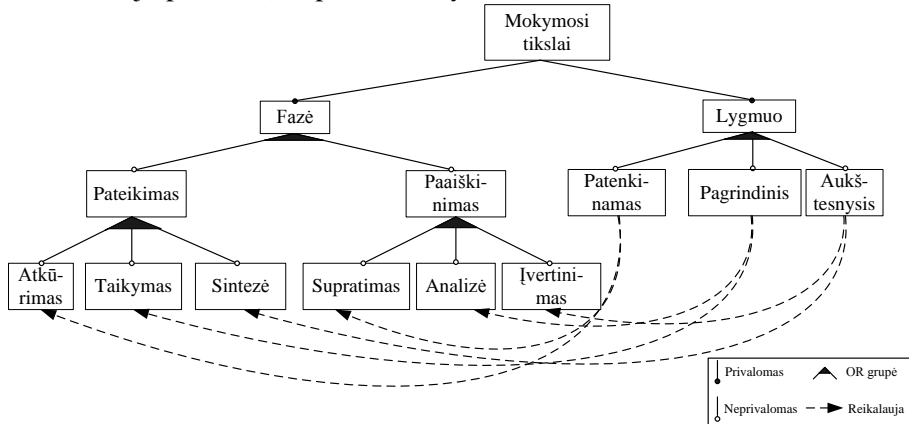 Mokymosi
tikslai
Fazė
Lygmuo
Pateikimas
Paaiški-
nimas
Patenki-
namas
Pagrindinis
Aukš-
tesnysis
Atkū-
rimas
Taikymas
Sintezė
Supratimas
Analizė
Įvertini-
mas
Privalomas
OR grupė
Neprivalomas
Reikalauja